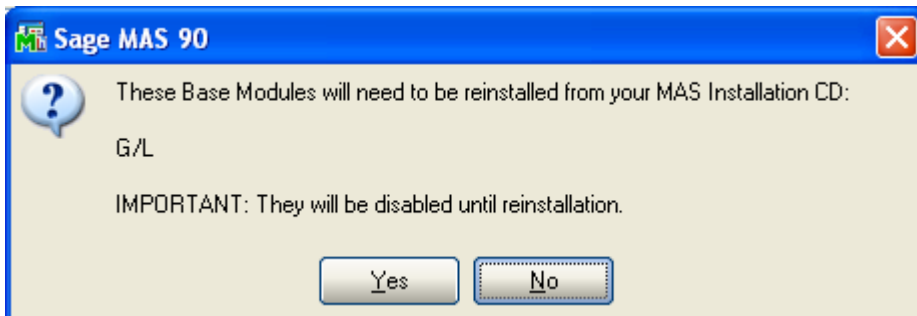 Sage MAS 90
These Base Modules will need to be reinstalled from your MAS Installation CD:
G/L
IMPORTANT: They will be disabled until reinstallation.
Yes
No